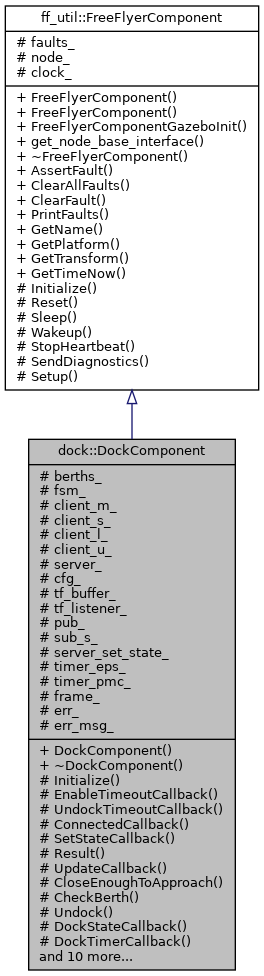 ff_util::FreeFlyerComponent
# faults_
# node_
# clock_
+ FreeFlyerComponent()
+ FreeFlyerComponent()
+ FreeFlyerComponentGazeboInit()
+ get_node_base_interface()
+ ~FreeFlyerComponent()
+ AssertFault()
+ ClearAllFaults()
+ ClearFault()
+ PrintFaults()
+ GetName()
+ GetPlatform()
+ GetTransform()
+ GetTimeNow()
# Initialize()
# Reset()
# Sleep()
# Wakeup()
# StopHeartbeat()
# SendDiagnostics()
# Setup()
dock::DockComponent
# berths_
# fsm_
# client_m_
# client_s_
# client_l_
# client_u_
# server_
# cfg_
# tf_buffer_
# tf_listener_
# pub_
# sub_s_
# server_set_state_
# timer_eps_
# timer_pmc_
# frame_
# err_
# err_msg_
+ DockComponent()
+ ~DockComponent()
# Initialize()
# EnableTimeoutCallback()
# UndockTimeoutCallback()
# ConnectedCallback()
# SetStateCallback()
# Result()
# UpdateCallback()
# CloseEnoughToApproach()
# CheckBerth()
# Undock()
# DockStateCallback()
# DockTimerCallback()
and 10 more...